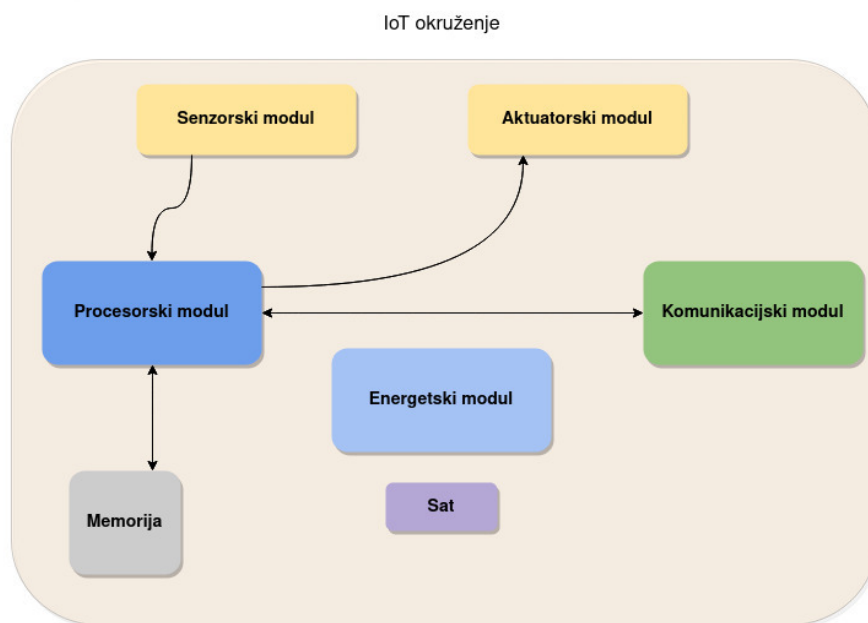 IoT okruženje
Senzorski modul
Aktuatorski modul
Procesorski modul
Komunikacijski modul
Energetski modul
Sat
Memorija